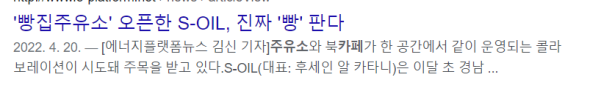 '빵집주유소' 오픈한 S-OIL, 진짜 '빵' 판다
2022. 4. 20. — [에너지플랫폼뉴스 김신 기자]주유소와 북카페가 한 공간에서 같이 운영되는 콜라
보레이션이 시도돼 주목을 받고 있다.S-OIL(대표: 후세인 알 카타니)은 이달 초 경남 ...